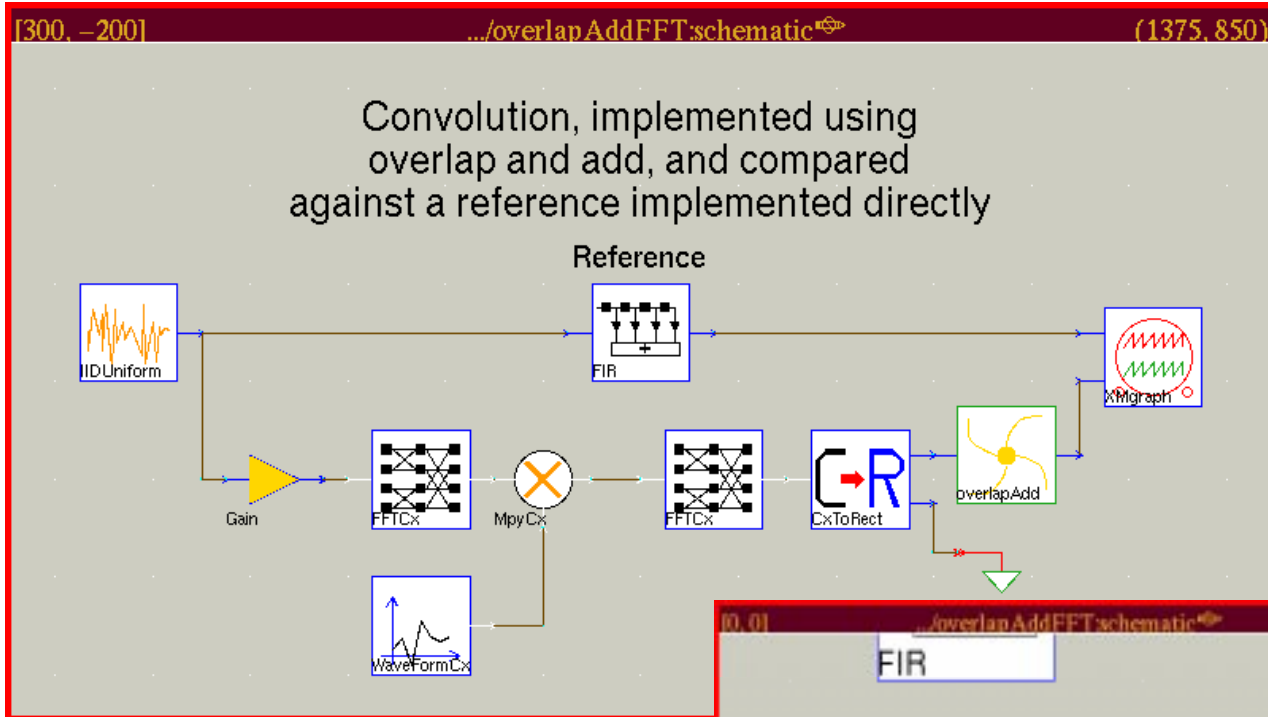 [300, −200] .../overlapAddFFT:schematic (1375, 850)
Convolution, implemented using
overlap and add, and compared
against a reference implemented directly
Reference
IIDUniform
FIR
XMgraph
Gain
FFTCx
MpyCx
FFTCx
CxToRect
overlapAdd
WaveFormCx
[0, 0] .../overlapAddFFT:schematic
FIR